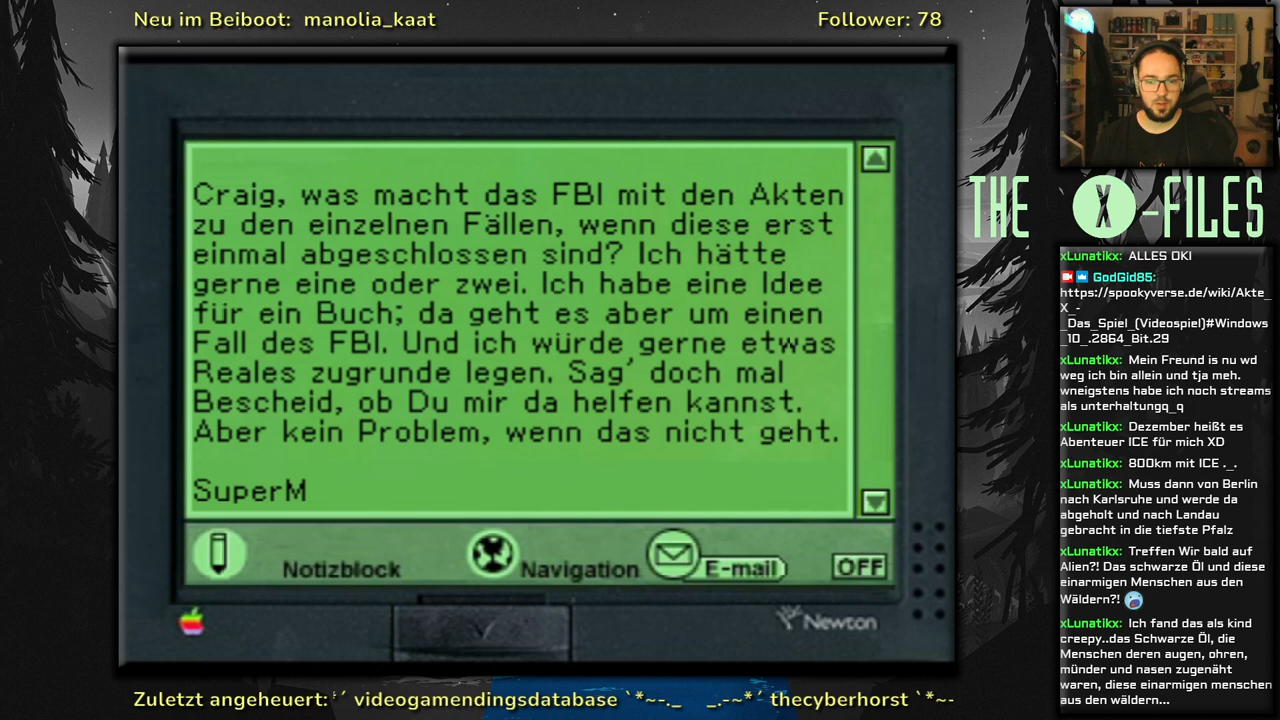 Neu im Beiboot: manolia_kaat
Follower: 78
Craig, was macht das FBI mit den Akten
zu den einzelnen Fällen, wenn diese erst
einmal abgeschlossen sind? Ich hätte
gerne eine oder zwei. Ich habe eine Idee
für ein Buch; da geht es aber um einen
Fall des FBI. Und ich würde gerne etwas
Reales zugrunde legen. Sag´ doch mal
Bescheid, ob Du mir da helfen kannst.
Aber kein Problem, wenn das nicht geht.
SuperM
Notizblock
Navigation
E-mail
OFF
Newton
Zuletzt angeheuert:‘´ videogamendingsdatabase `*~-._ _.-~*´ thecyberhorst `*~-
THE X-FILES
xLunatikx: ALLES OKI
GodGid85:
https://spookyverse.de/wiki/Akte_
X_-
_Das_Spiel_(Videospiel)#Windows
_10_.2864_Bit.29
xLunatikx: Mein Freund is nu wd
weg ich bin allein und tja meh.
wneigstens habe ich noch streams
als unterhaltungq_q
xLunatikx: Dezember heißt es
Abenteuer ICE für mich XD
xLunatikx: 800km mit ICE ._.
xLunatikx: Muss dann von Berlin
nach Karlsruhe und werde da
abgeholt und nach Landau
gebracht in die tiefste Pfalz
xLunatikx: Treffen Wir bald auf
Alien?! Das schwarze Öl und diese
einarmigen Menschen aus den
Wäldern?!
xLunatikx: Ich fand das als kind
creepy..das Schwarze Öl, die
Menschen deren augen, ohren,
münder und nasen zugenäht
waren, diese einarmigen menschen
aus den wäldern...